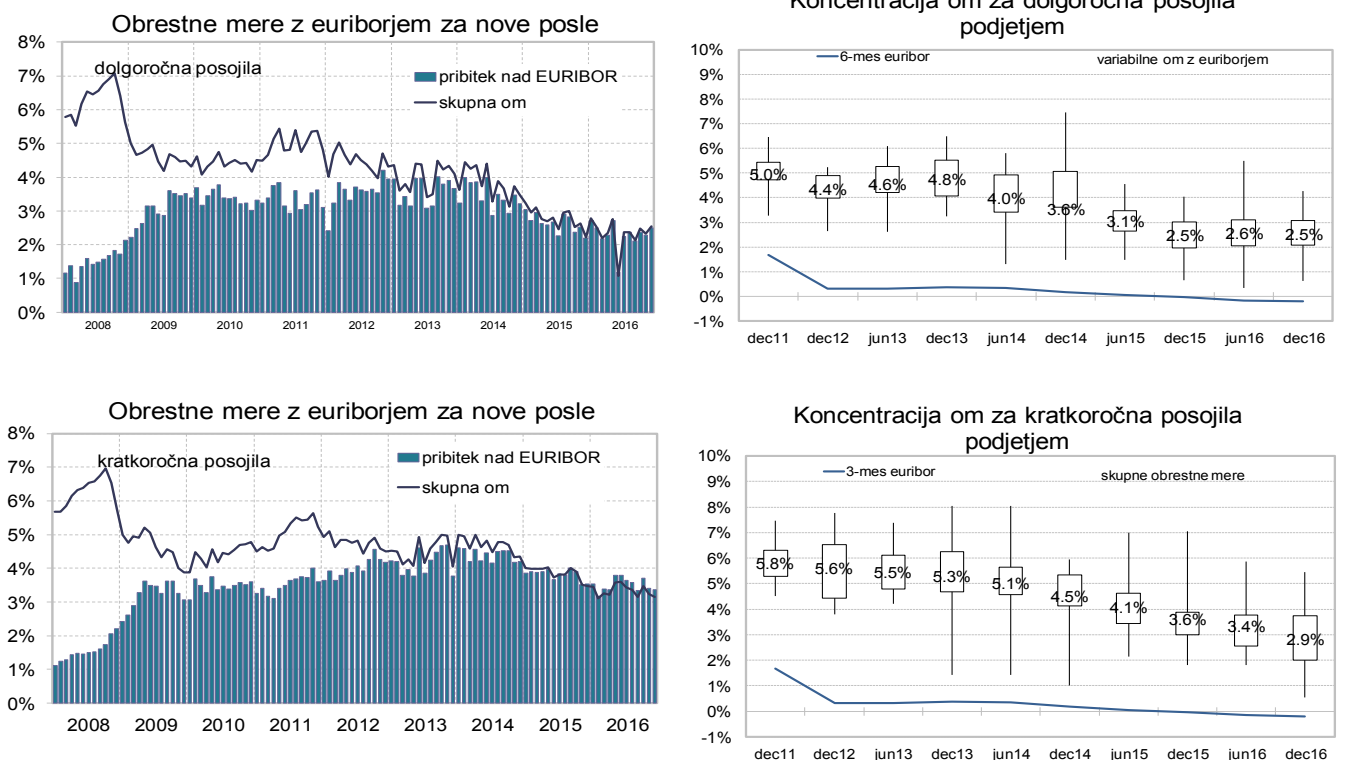 Obrestne mere z euriborjem za nove posle
8%
7%
6%
5%
4%
3%
2%
1%
0%
dolgoročna posojila
pribitek nad EURIBOR
skupna om
2008 2009 2010 2011 2012 2013 2014 2015 2016
Koncentracija om za dolgoročna posojila
podjetjem
10%
9%
8%
7%
6%
5%
4%
3%
2%
1%
0%
-1%
6-mes euribor
variabilne om z euriborjem
5.0% 4.4% 4.6% 4.8% 4.0% 3.6% 3.1% 2.5% 2.6% 2.5%
dec11 dec12 jun13 dec13 jun14 dec14 jun15 dec15 jun16 dec16
Obrestne mere z euriborjem za nove posle
8%
7%
6%
5%
4%
3%
2%
1%
0%
kratkoročna posojila
pribitek nad EURIBOR
skupna om
2008 2009 2010 2011 2012 2013 2014 2015 2016
Koncentracija om za kratkoročna posojila
podjetjem
10%
9%
8%
7%
6%
5%
4%
3%
2%
1%
0%
-1%
3-mes euribor
skupne obrestne mere
5.8% 5.6% 5.5% 5.3% 5.1% 4.5% 4.1% 3.6% 3.4% 2.9%
dec11 dec12 jun13 dec13 jun14 dec14 jun15 dec15 jun16 dec16